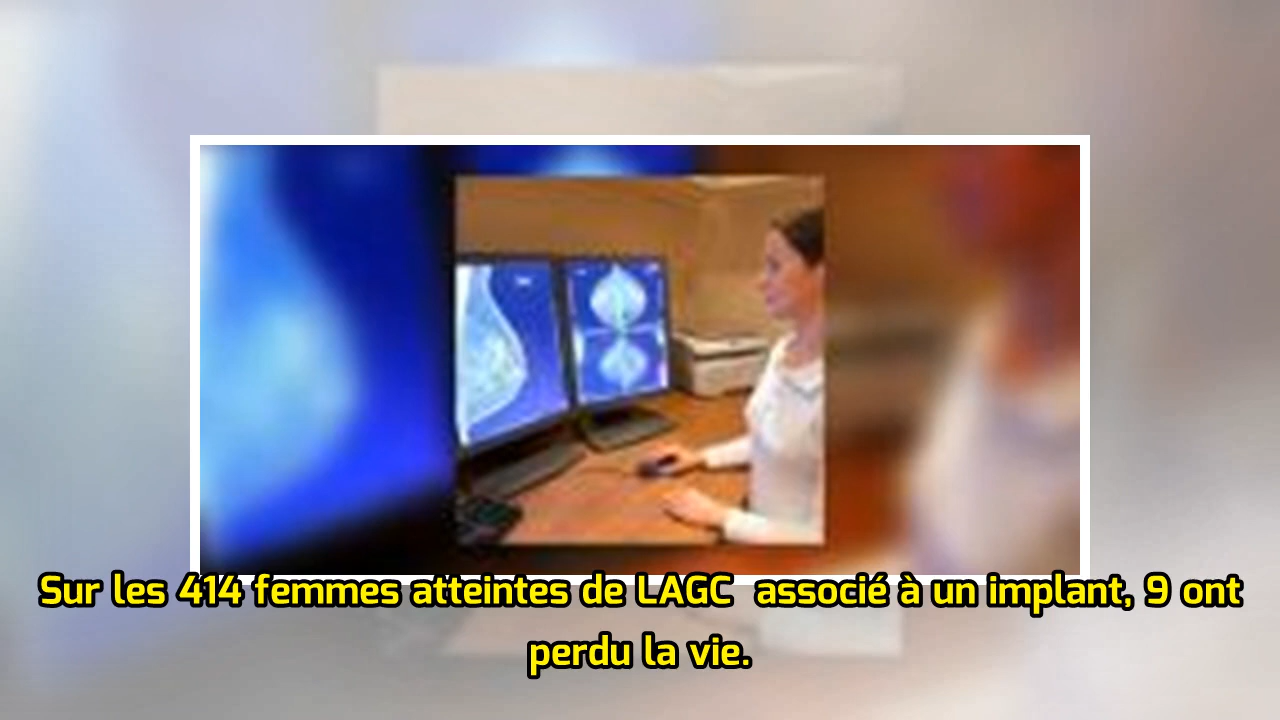 Sur les 414 femmes atteintes de LAGC  associé à un implant, 9 ont
perdu la vie.